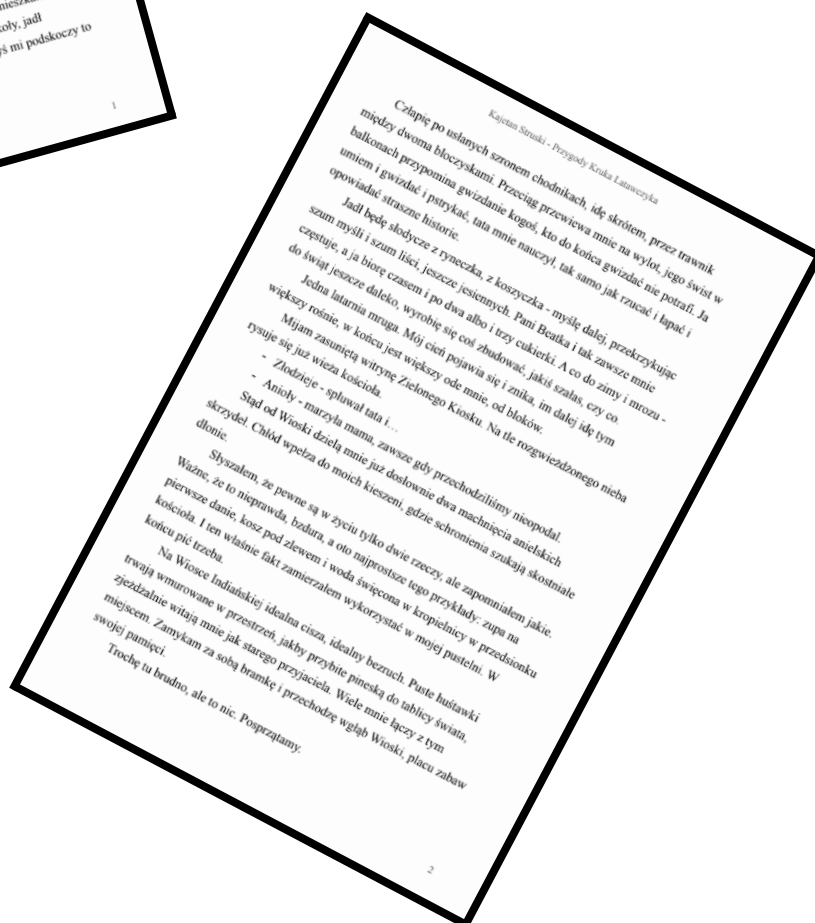 mieszka
koły, jadł
yś mi podskoczy to
1
Kajetan Struski - Przygody Kruka Latawczyka
Człapię po usłanych szronem chodnikach, idę skrótem, przez trawnik
między dwoma bloczyskami. Przeciąg przewiewa mnie na wylot, jego świst w
balkonach przypomina gwizdanie kogoś, kto do końca gwizdać nie potrafi. Ja
umiem i gwizdać i pstrykać, tata mnie nauczył, tak samo jak rzucać i łapać i
opowiadać straszne historie.
Jadł będę słodycze z ryneczka, z koszyczka - myślę dalej, przekrzykując
szum myśli i szum liści, jeszcze jesiennych. Pani Beatka i tak zawsze mnie
częstuje, a ja biorę czasem i po dwa albo i trzy cukierki. A co do zimy i mrozu -
do świąt jeszcze daleko, wyrobię się coś zbudować, jakiś szałas, czy co.
Jedna latarnia mruga. Mój cień pojawia się i znika, im dalej idę tym
większy rośnie, w końcu jest większy ode mnie, od bloków.
Mijam zasuniętą witrynę Zielonego Kiosku. Na tle rozgwieżdżonego nieba
rysuje się już wieża kościoła.
- Złodzieje - spluwał tata i…
- Anioły - marzyła mama, zawsze gdy przechodziliśmy nieopodal.
Stąd od Wioski dzielą mnie już dosłownie dwa machnięcia anielskich
skrzydeł. Chłód wpełza do moich kieszeni, gdzie schronienia szukają skostniałe
dłonie.
Słyszałem, że pewne są w życiu tylko dwie rzeczy, ale zapomniałem jakie.
Ważne, że to nieprawda, bzdura, a oto najprostsze tego przykłady: zupa na
pierwsze danie, kosz pod zlewem i woda święcona w kropielnicy w przedsionku
kościoła. I ten właśnie fakt zamierzałem wykorzystać w mojej pustelni. W
końcu pić trzeba.
Na Wiosce Indiańskiej idealna cisza, idealny bezruch. Puste huśtawki
trwają wmurowane w przestrzeń, jakby przybite pineską do tablicy świata,
zjeżdżalnie witają mnie jak starego przyjaciela. Wiele mnie łączy z tym
miejscem. Zamykam za sobą bramkę i przechodzę wgłąb Wioski, placu zabaw
swojej pamięci.
Trochę tu brudno, ale to nic. Posprzątamy.
2